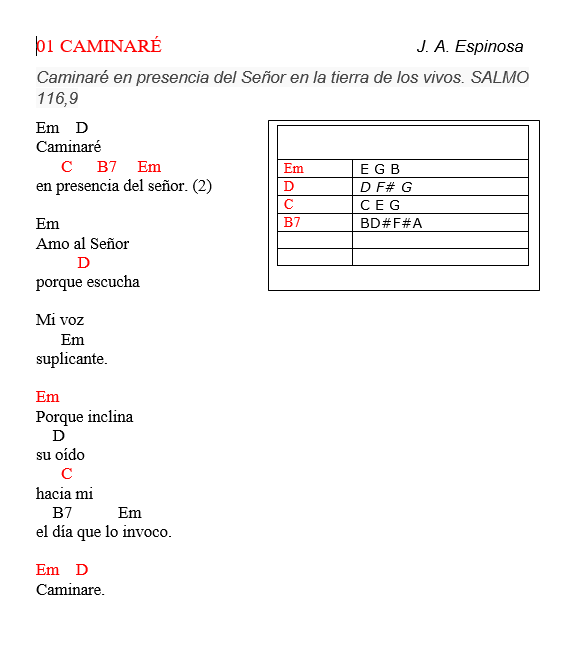 01 CAMINARÉ J. A. Espinosa
Caminaré en presencia del Señor en la tierra de los vivos. SALMO
116,9
Em D
Caminaré
C B7 Em
en presencia del señor. (2)
Em
Amo al Señor
D
porque escucha
Mi voz
Em
suplicante.
Em
Porque inclina
D
su oído
C
hacia mi
B7 Em
el día que lo invoco.
Em D
Caminare.
Em E G B
D D F# G
C C E G
B7 BD#F#A